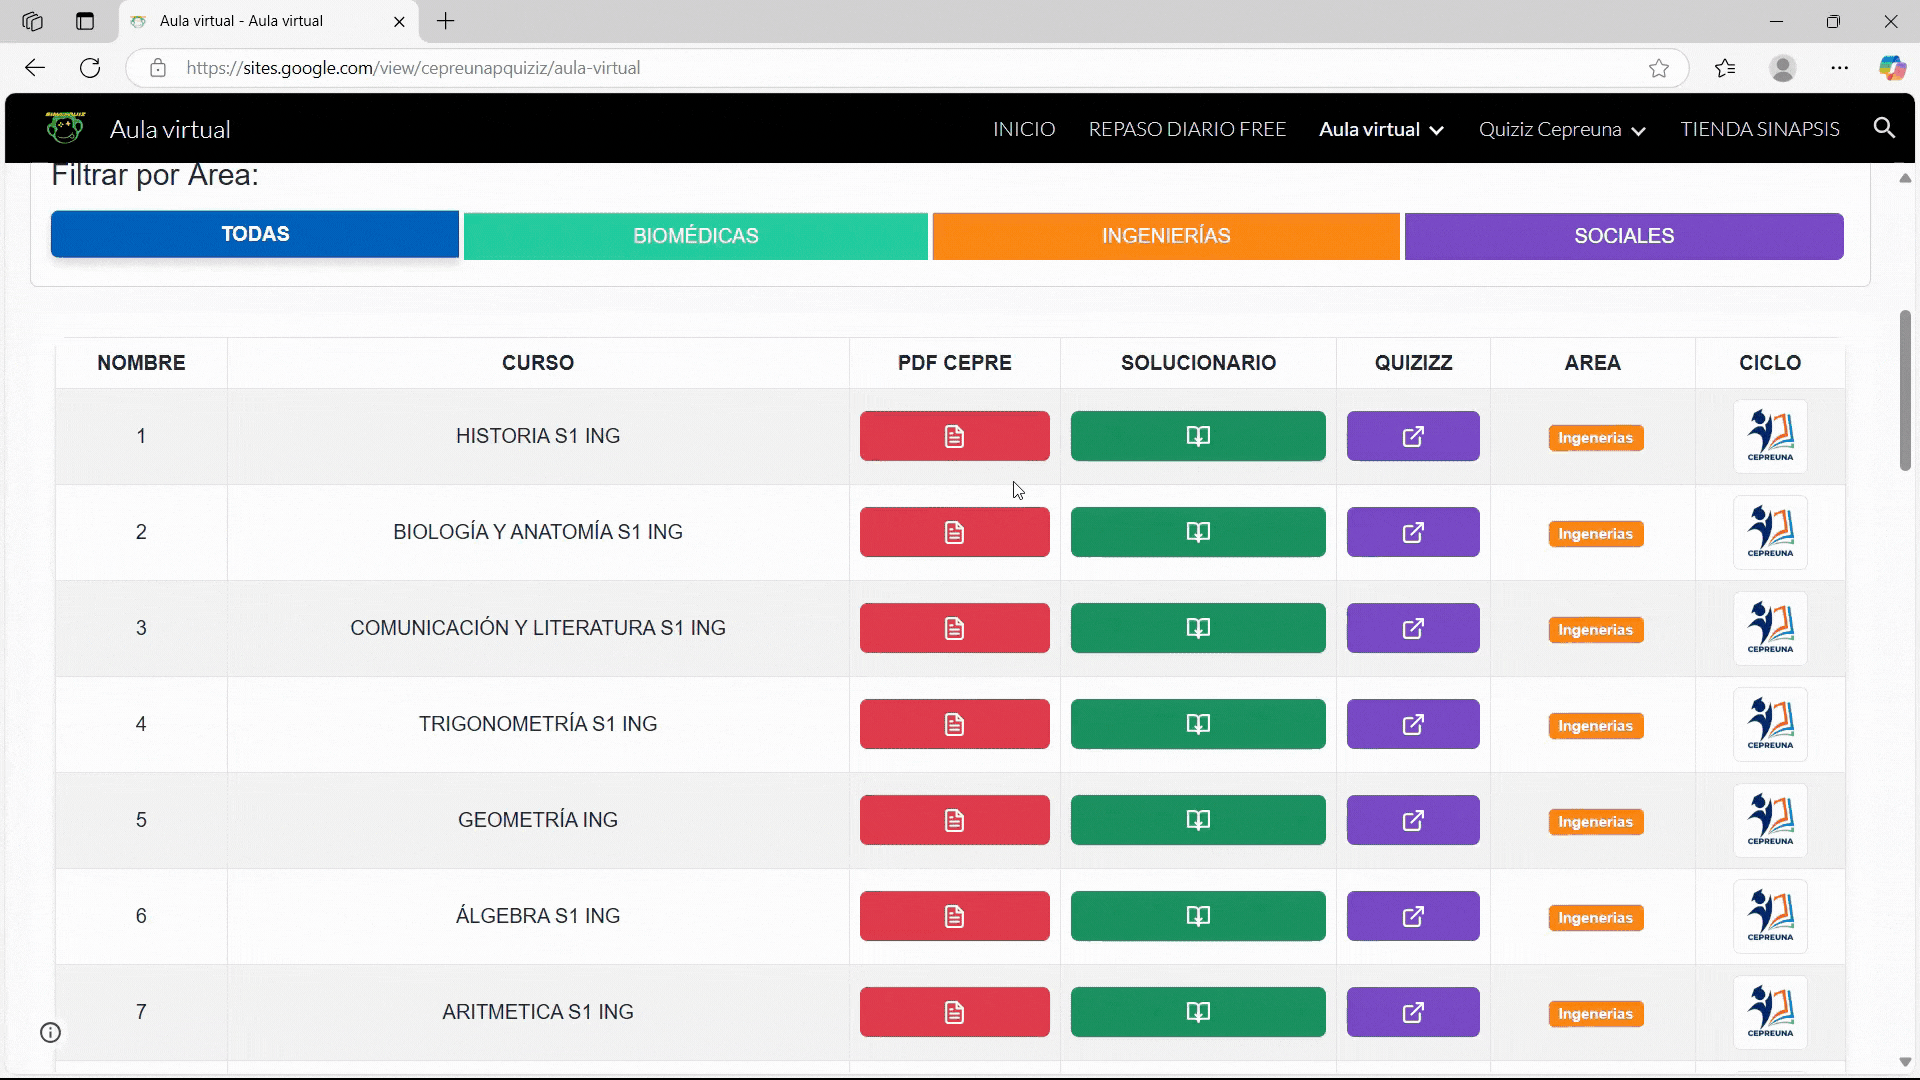 Aula virtual - Aula virtual
https://sites.google.com/view/cepreunapquiziz/aula-virtual
Aula virtual
INICIO
REPASO DIARIO FREE
Aula virtual
Quiziz Cepreuna
TIENDA SINAPSIS
Filtrar por Area:
TODAS
BIOMÉDICAS
INGENIERÍAS
SOCIALES
NOMBRE CURSO PDF CEPRE SOLUCIONARIO QUIZIZZ AREA CICLO
1 HISTORIA S1 ING Ingenerias CEPREUNA
2 BIOLOGÍA Y ANATOMÍA S1 ING Ingenerias CEPREUNA
3 COMUNICACIÓN Y LITERATURA S1 ING Ingenerias CEPREUNA
4 TRIGONOMETRÍA S1 ING Ingenerias CEPREUNA
5 GEOMETRÍA ING Ingenerias CEPREUNA
6 ÁLGEBRA S1 ING Ingenerias CEPREUNA
7 ARITMETICA S1 ING Ingenerias CEPREUNA